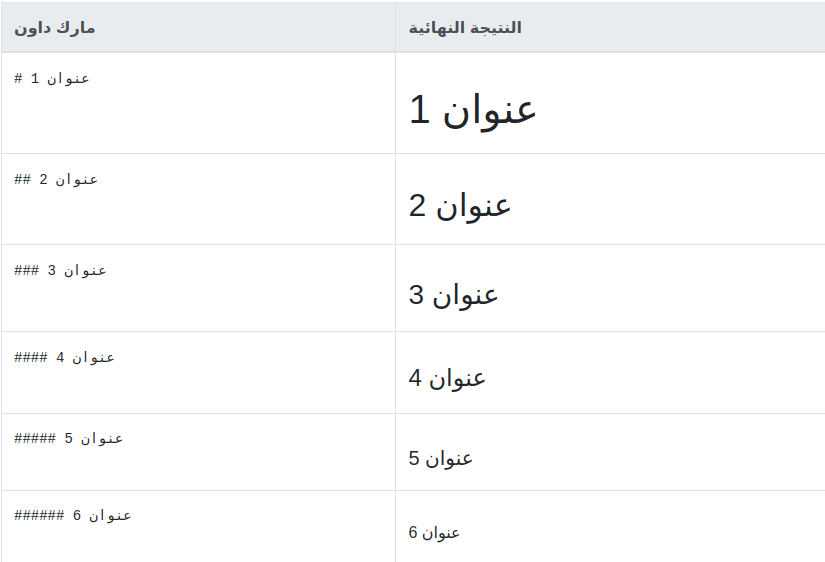 مارك داون
النتيجة النهائية
# عنوان 1
عنوان 1
## عنوان 2
عنوان 2
### عنوان 3
عنوان 3
#### عنوان 4
عنوان 4
##### عنوان 5
عنوان 5
###### عنوان 6
عنوان 6